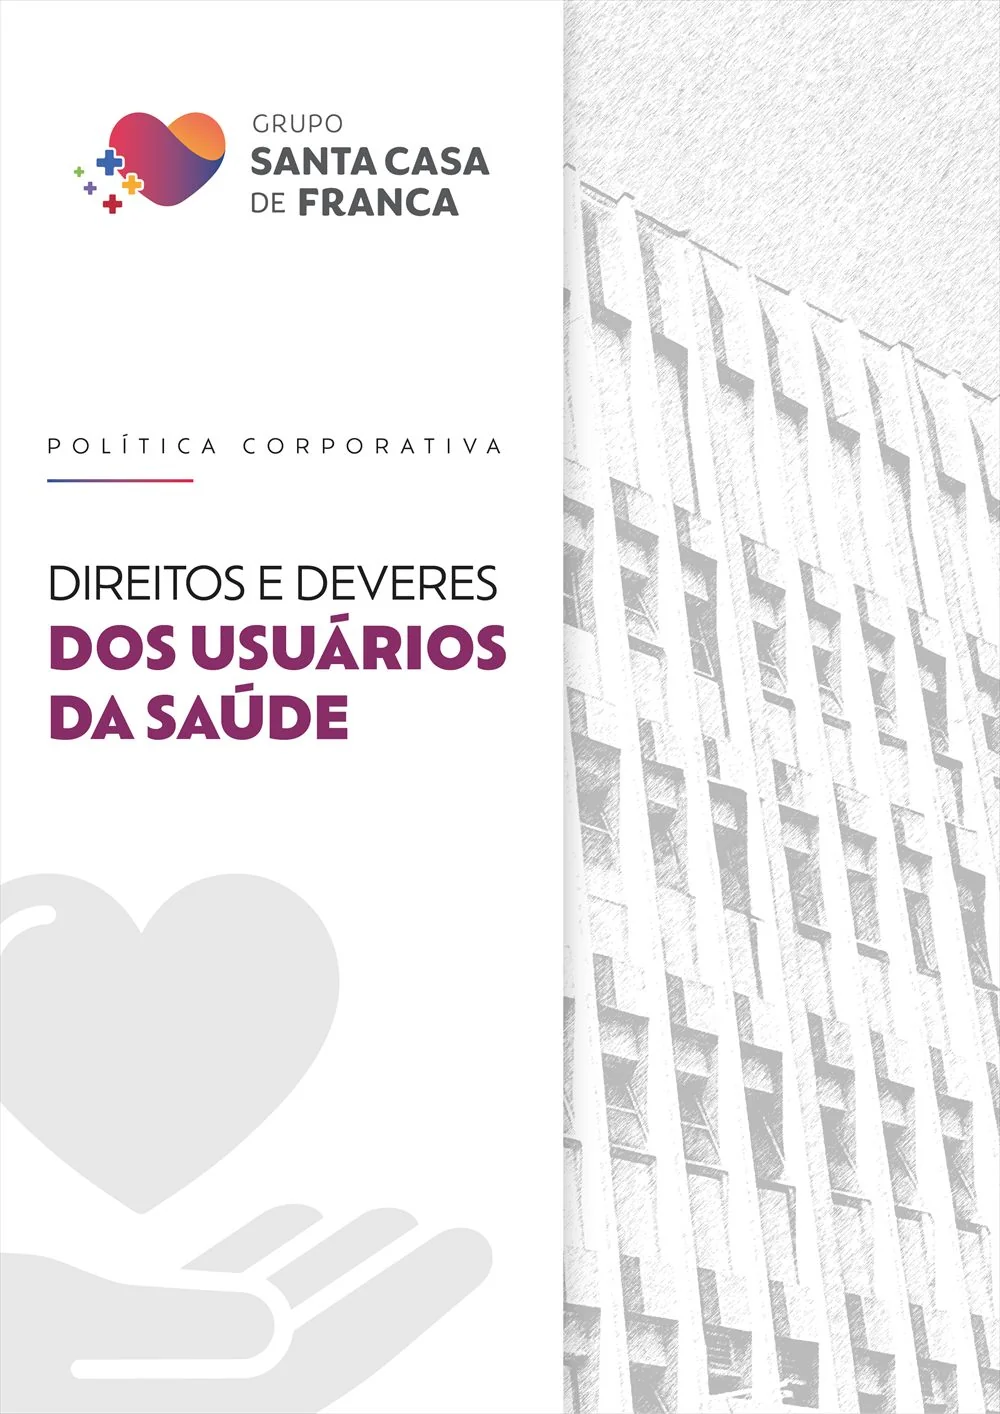 GRUPO
SANTA CASA
DE FRANCA
POLÍTICA CORPORATIVA
DIREITOS E DEVERES
DOS USUÁRIOS
DA SAÚDE